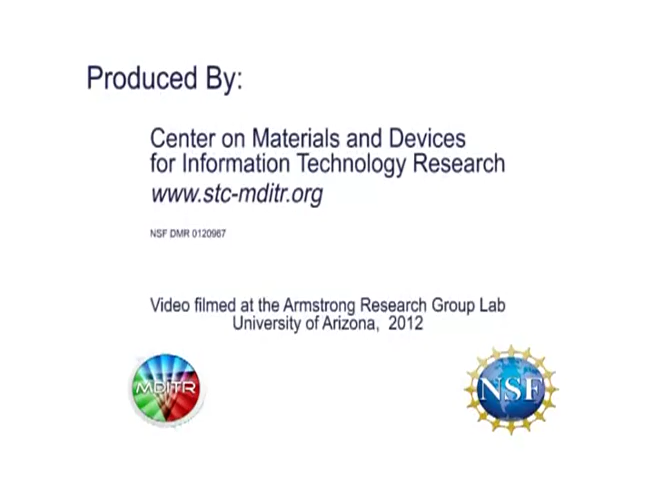 Produced By:
Center on Materials and Devices
for Information Technology Research
www.stc-mditr.org
NSF DMR 0120967
Video filmed at the Armstrong Research Group Lab
University of Arizona, 2012
MDITR
NSF